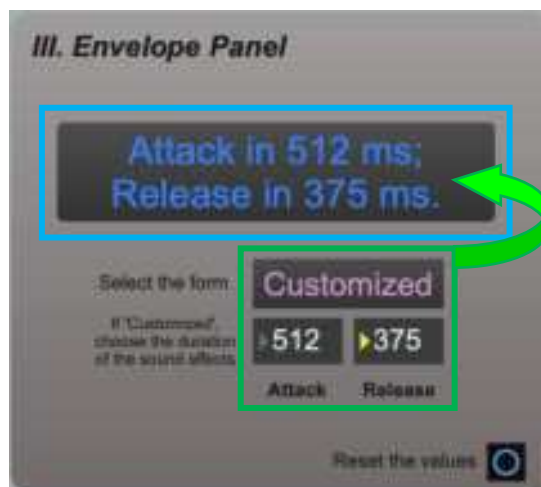 III. Envelope Panel
Attack in 512 ms;
Release in 375 ms.
Select the form
Customized
If "Customized",
choose the duration
of the sound effects.
512
375
Attack
Release
Reset the values